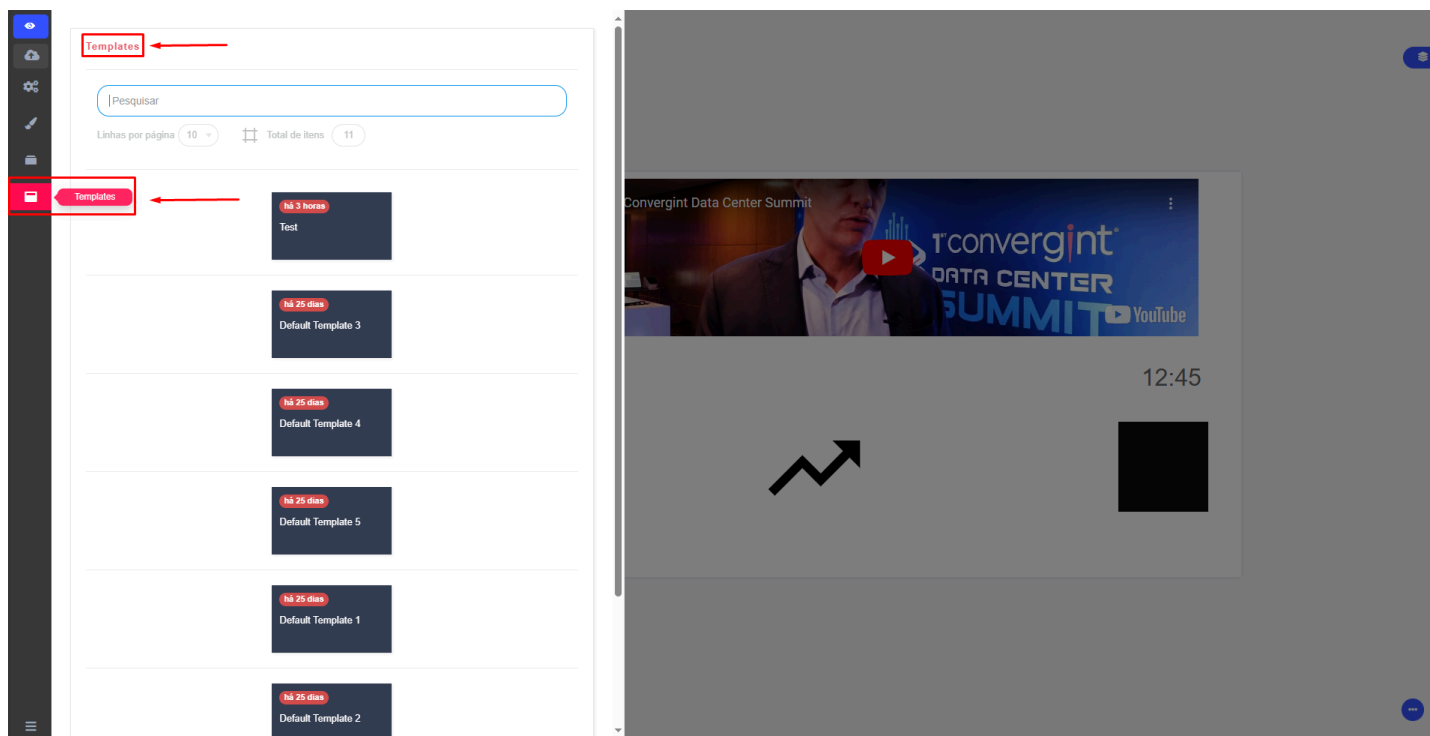 Templates
Pesquisar
Linhas por página 10 Total de itens 11
Templates
há 3 horas
Test
há 25 dias
Default Template 3
há 25 dias
Default Template 4
há 25 dias
Default Template 5
há 25 dias
Default Template 1
há 25 dias
Default Template 2
Convergint Data Center Summit
1st convergint
DATA CENTER
SUMMIT
YouTube
12:45